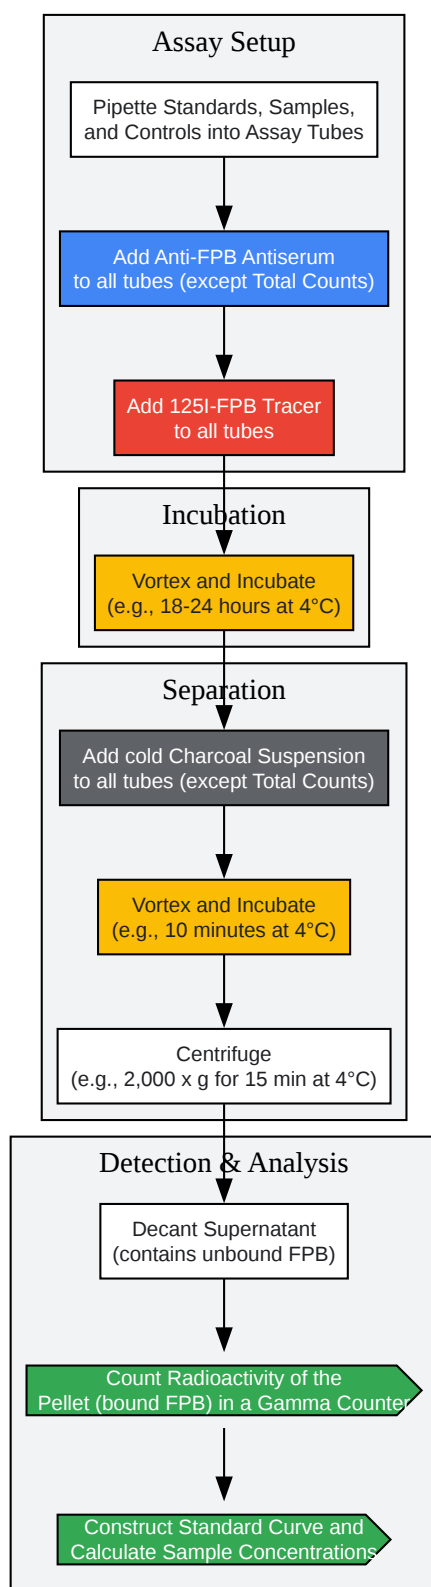 Assay Setup
Pipette Standards, Samples,
and Controls into Assay Tubes
Add Anti-FPB Antiserum
to all tubes (except Total Counts)
Add 125I-FPB Tracer
to all tubes
Incubation
Vortex and Incubate
(e.g., 18-24 hours at 4°C)
Separation
Add cold Charcoal Suspension
to all tubes (except Total Counts)
Vortex and Incubate
(e.g., 10 minutes at 4°C)
Centrifuge
(e.g., 2,000 x g for 15 min at 4°C)
Detection & Analysis
Decant Supernatant
(contains unbound FPB)
Count Radioactivity of the
Pellet (bound FPB) in a Gamma Counter
Construct Standard Curve and
Calculate Sample Concentrations